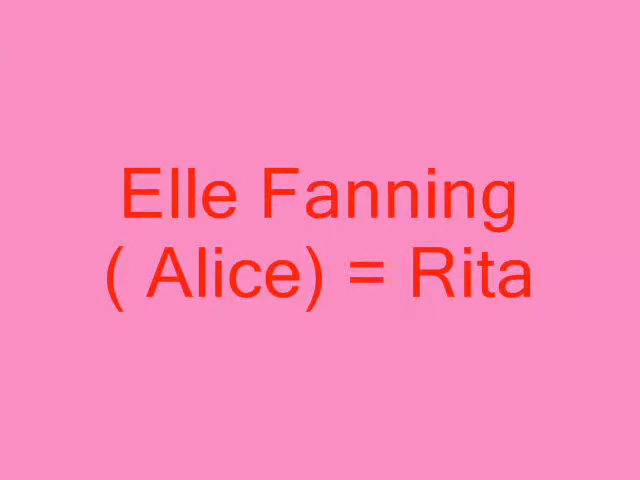 Elle Fanning
( Alice) = Rita